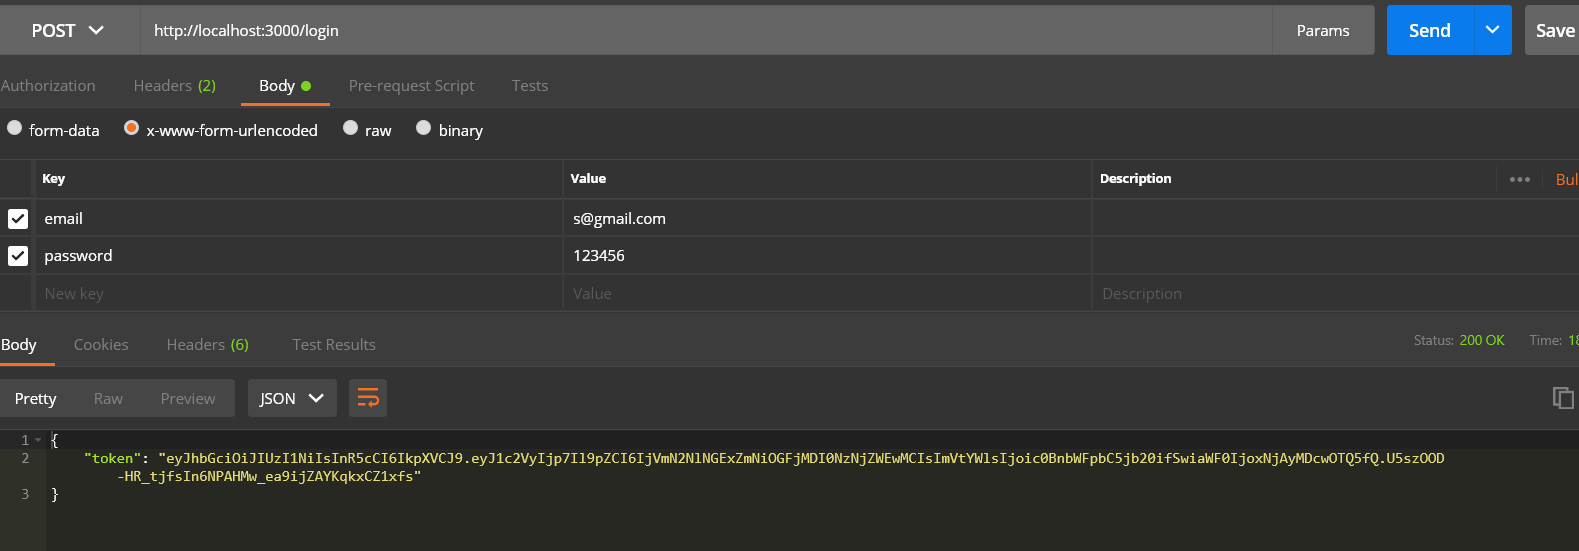 POST http://localhost:3000/login Params Send Save
Authorization Headers (2) Body Pre-request Script Tests
form-data x-www-form-urlencoded raw binary
Key Value Description ••• Bul
email s@gmail.com
password 123456
New key Value Description
Body Cookies Headers (6) Test Results Status: 200 OK Time: 18
Pretty Raw Preview JSON
1 {
2 "token": "eyJhbGciOiJIUzI1NiIsInR5cCI6IkpXVCJ9.eyJ1c2VyIjp7Il9pZCI6IjVmN2NlNGExZmNiOGFjMDI0NzNjZWEwMCIsImVtYWlsIjoic0BnbWFpbC5jb20ifSwiaWF0IjoxNjAyMDcwOTQ5fQ.U5szOOD
-HR_tjfsIn6NPAHMw_ea9ijZAYKqkxCZ1xfs"
3 }